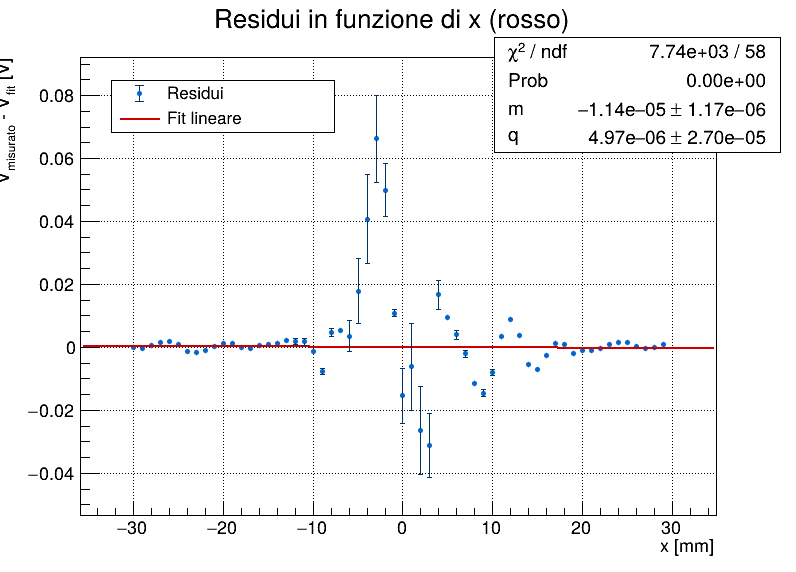 Residui in funzione di x (rosso)
χ² / ndf 7.74e+03 / 58
Prob 0.00e+00
m −1.14e−05 ± 1.17e−06
q 4.97e−06 ± 2.70e−05
Residui
Fit lineare
V_misurato - V_fit [V]
0.08
0.06
0.04
0.02
0
−0.02
−0.04
−30 −20 −10 0 10 20 30
x [mm]